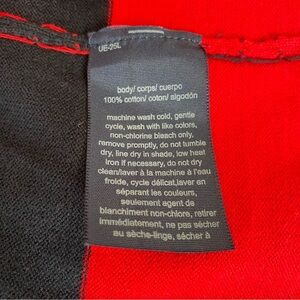 UE-25L
body/ corps/ cuerpo
100% cotton/ coton/ algodón
machine wash cold, gentle
cycle, wash with like colors,
non-chlorine bleach only,
remove promptly, do not tumble
dry, line dry in shade, low heat
iron if necessary, do not dry
clean/laver à la machine à l'eau
froide, cycle délicat,laver en
séparant les couleurs,
seulement agent de
blanchiment non-chlore, retirer
immédiatement, ne pas sécher
au sèche-linge, sécher à